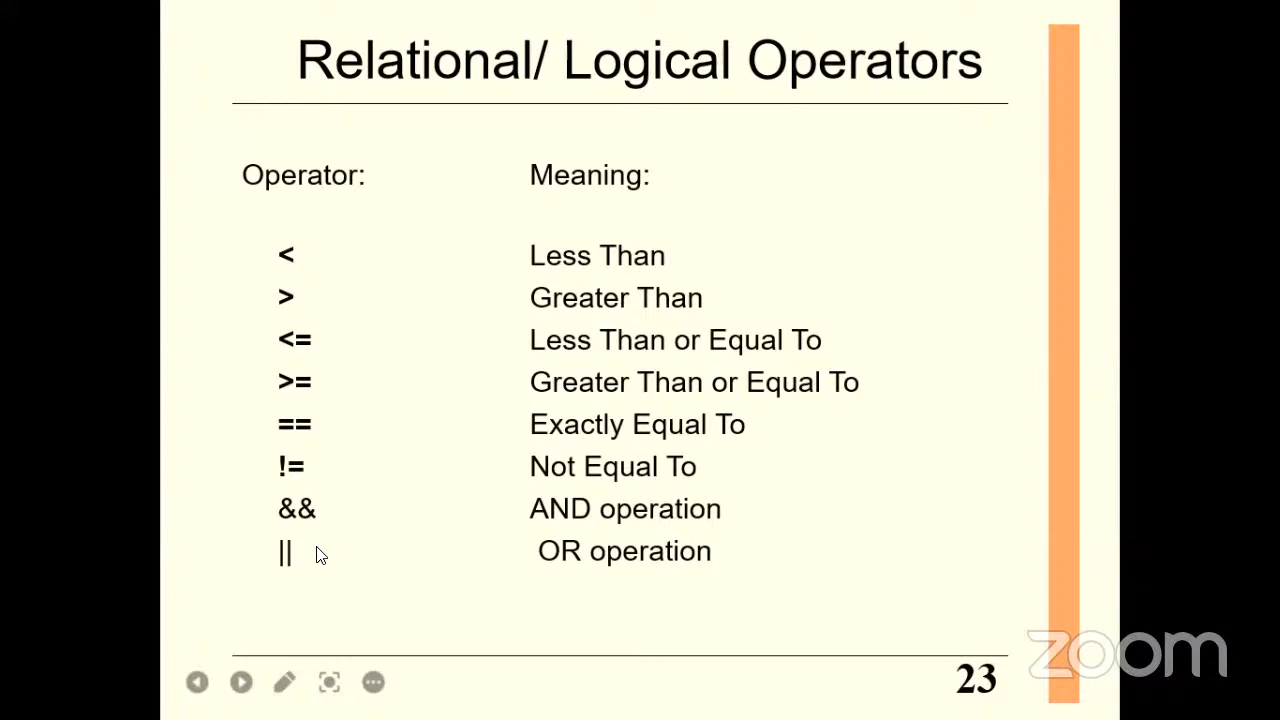 Relational/ Logical Operators
Operator: Meaning:
< Less Than
> Greater Than
<= Less Than or Equal To
>= Greater Than or Equal To
== Exactly Equal To
!= Not Equal To
&& AND operation
|| OR operation
zoom
23